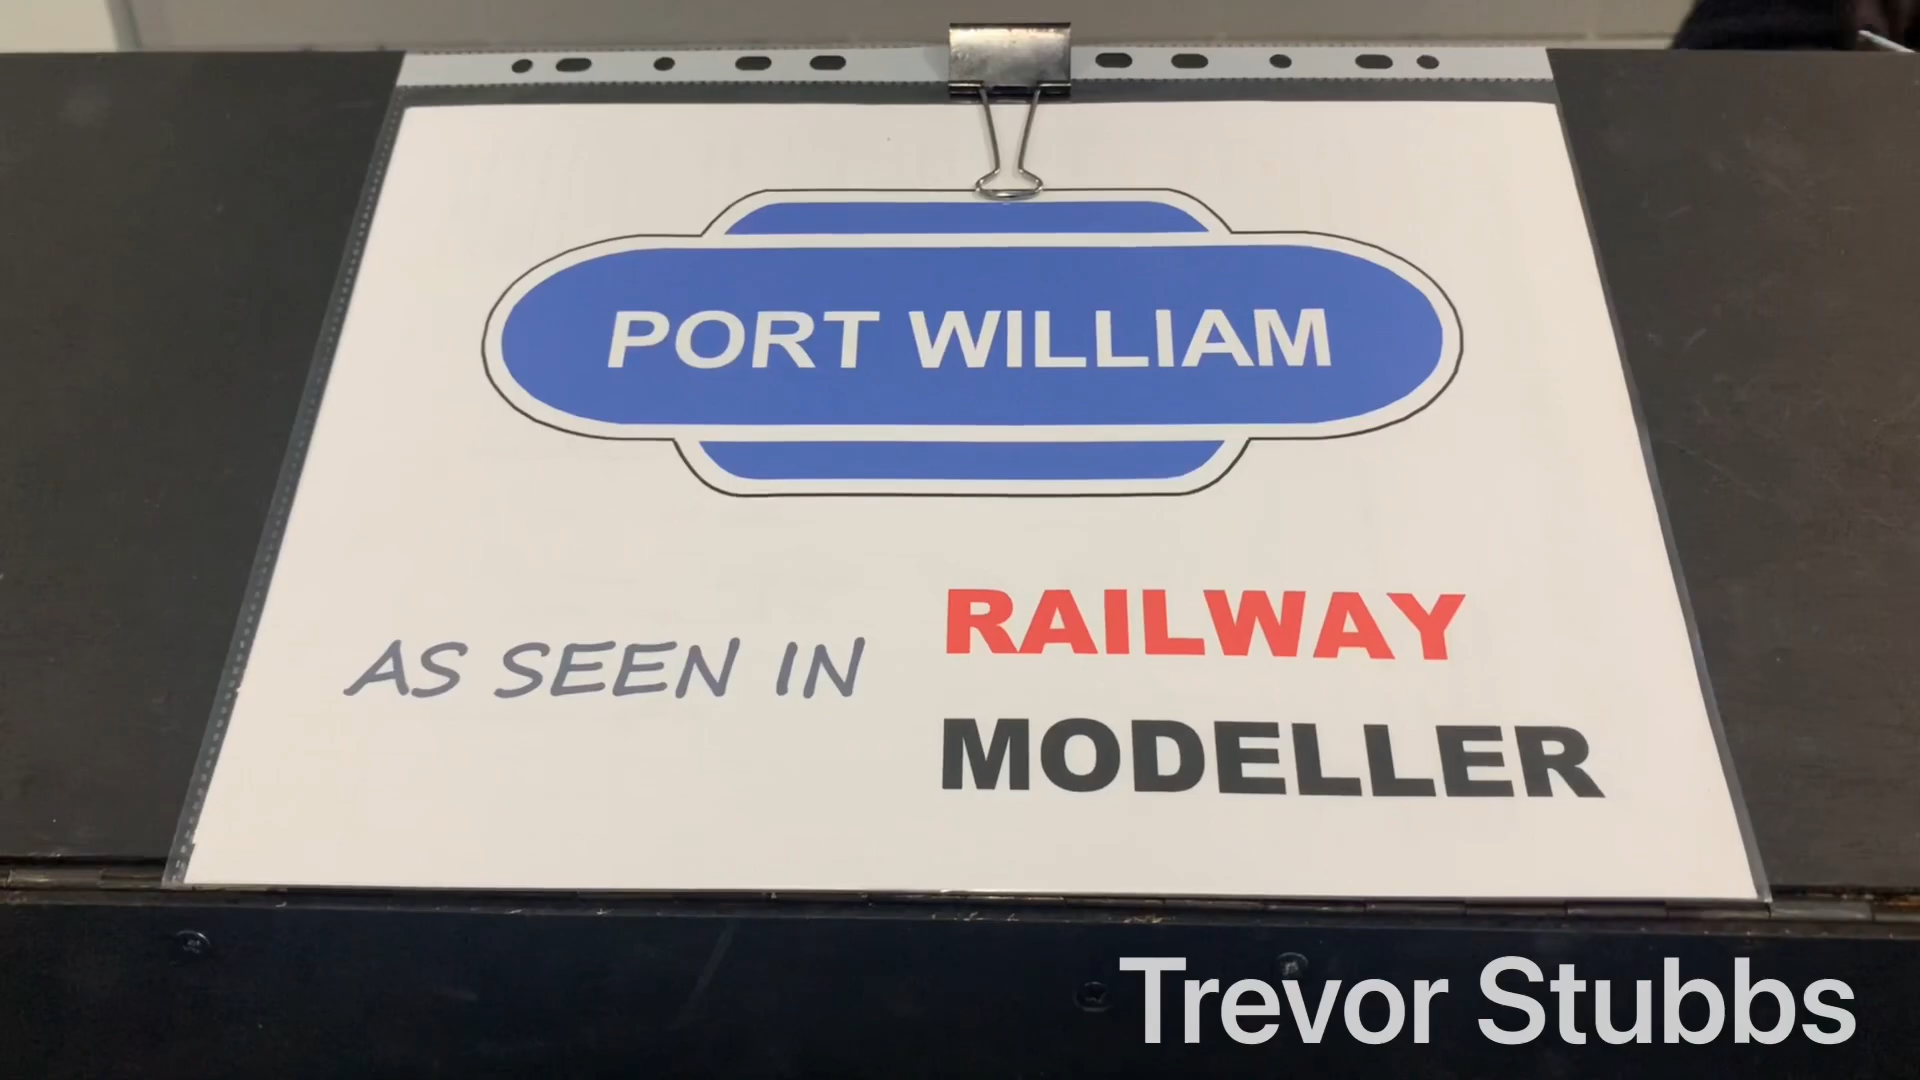 PORT WILLIAM
AS SEEN IN
RAILWAY
MODELLER
Trevor Stubbs